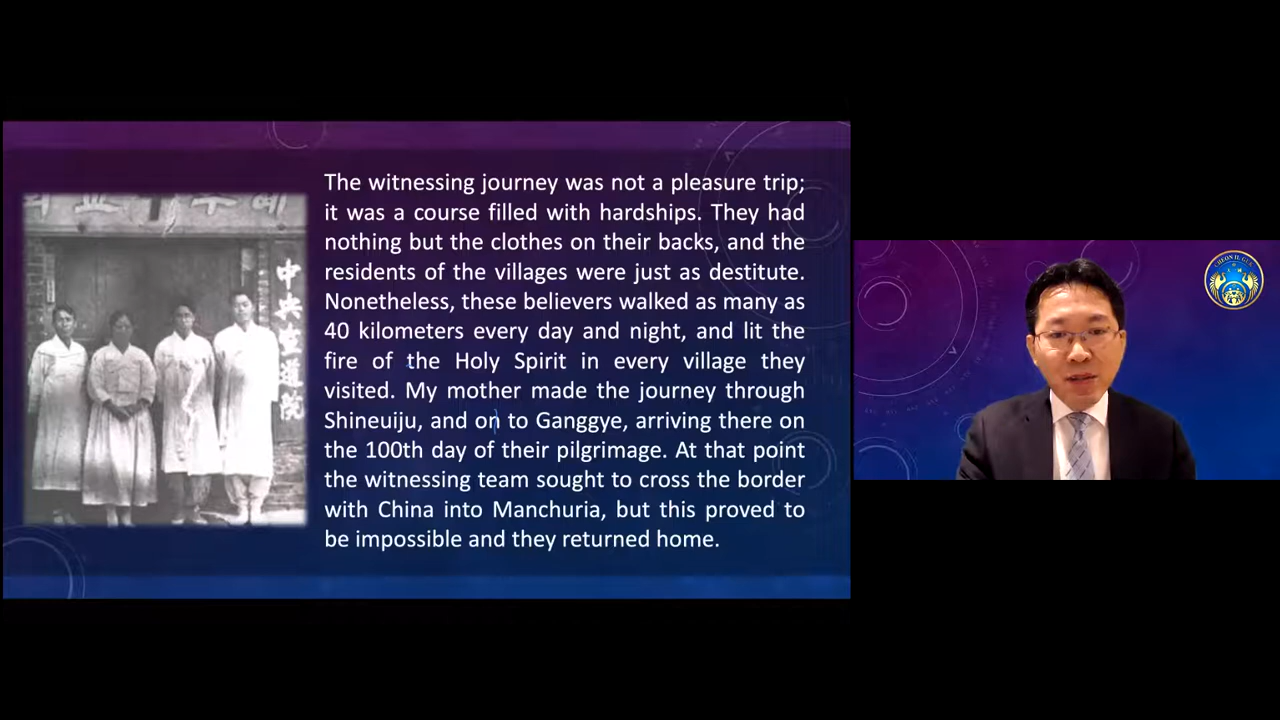 The witnessing journey was not a pleasure trip;
it was a course filled with hardships. They had
nothing but the clothes on their backs, and the
residents of the villages were just as destitute.
Nonetheless, these believers walked as many as
40 kilometers every day and night, and lit the
fire of the Holy Spirit in every village they
visited. My mother made the journey through
Shineuiju, and on to Ganggye, arriving there on
the 100th day of their pilgrimage. At that point
the witnessing team sought to cross the border
with China into Manchuria, but this proved to
be impossible and they returned home.
中央宣道院
CHEON IL GUK